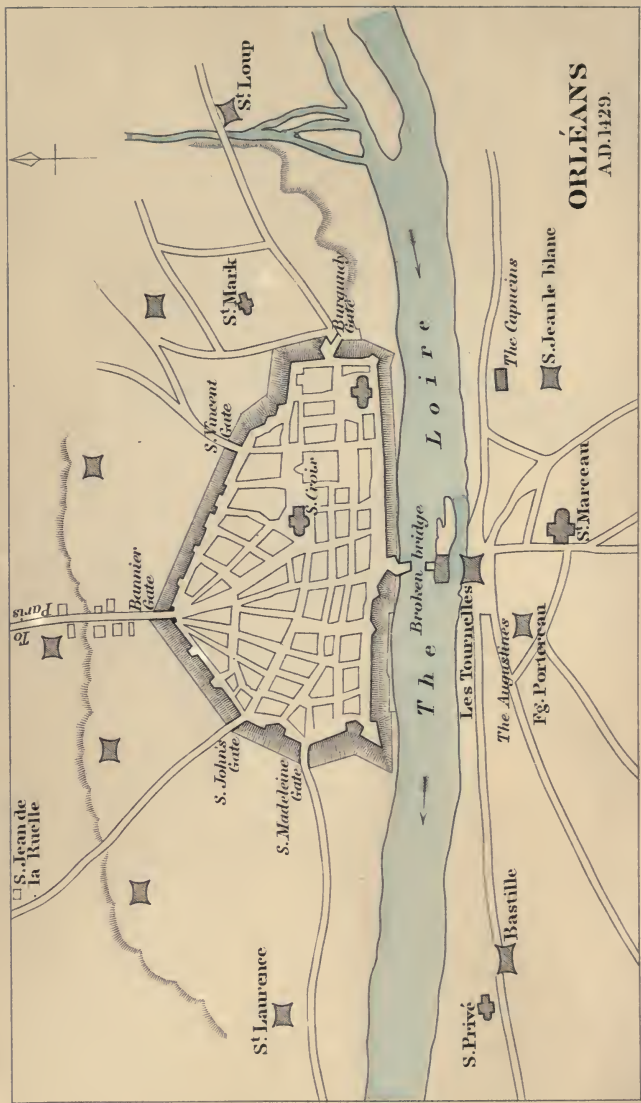 ORLÉANS
A.D. 1429.
St Loup
St Mark
Burgundy
Gate
S. Vincent
Gate
S. Croix
Bannier
Gate
To Paris
S. John's
Gate
S. Madeleine
Gate
S. Jean de
la Ruelle
St Laurence
The Loire
Broken bridge
Les Tournelles
The Augustines
Fg. Portereau
St Marceau
The Capucins
S. Jean le blanc
Bastille
S. Privé